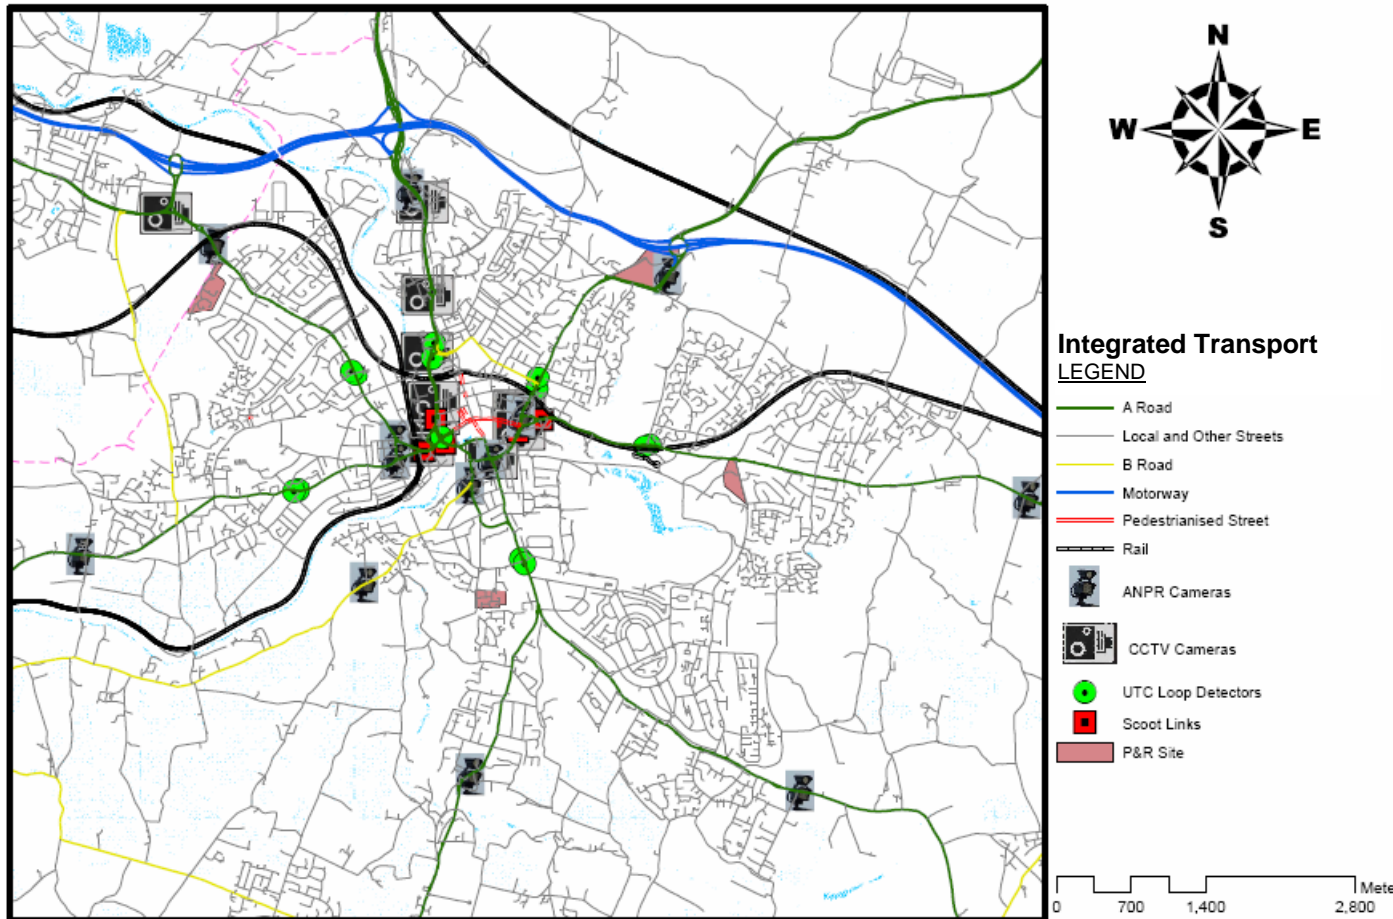 N
W E
S
Integrated Transport
LEGEND
A Road
Local and Other Streets
B Road
Motorway
Pedestrianised Street
Rail
ANPR Cameras
CCTV Cameras
UTC Loop Detectors
Scoot Links
P&R Site
Mete
0 700 1,400 2,800